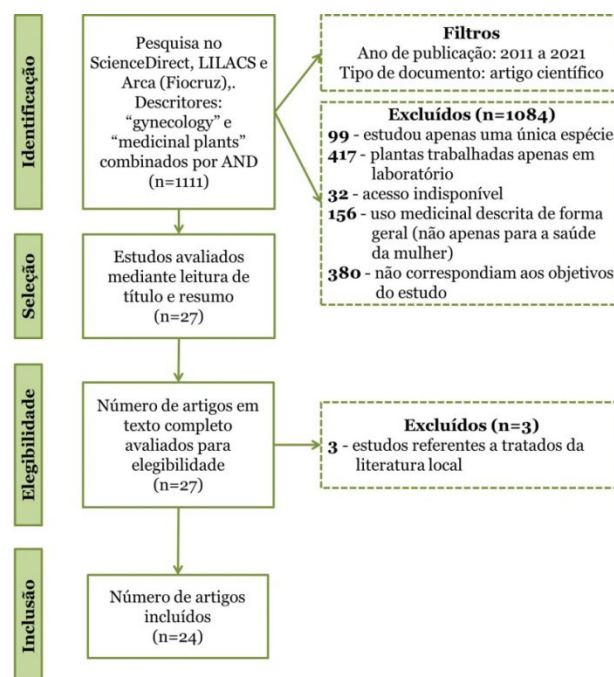 Identificação
Pesquisa no
ScienceDirect, LILACS e
Arca (Fiocruz),.
Descritores:
“gynecology” e
“medicinal plants”
combinados por AND
(n=1111)
Filtros
Ano de publicação: 2011 a 2021
Tipo de documento: artigo científico
Excluídos (n=1084)
99 - estudou apenas uma única espécie
417 - plantas trabalhadas apenas em
laboratório
32 - acesso indisponível
156 - uso medicinal descrita de forma
geral (não apenas para a saúde
da mulher)
380 - não correspondiam aos objetivos
do estudo
Seleção
Estudos avaliados
mediante leitura de
título e resumo
(n=27)
Elegibilidade
Número de artigos em
texto completo
avaliados para
elegibilidade
(n=27)
Excluídos (n=3)
3 - estudos referentes a tratados da
literatura local
Inclusão
Número de artigos
incluídos
(n=24)